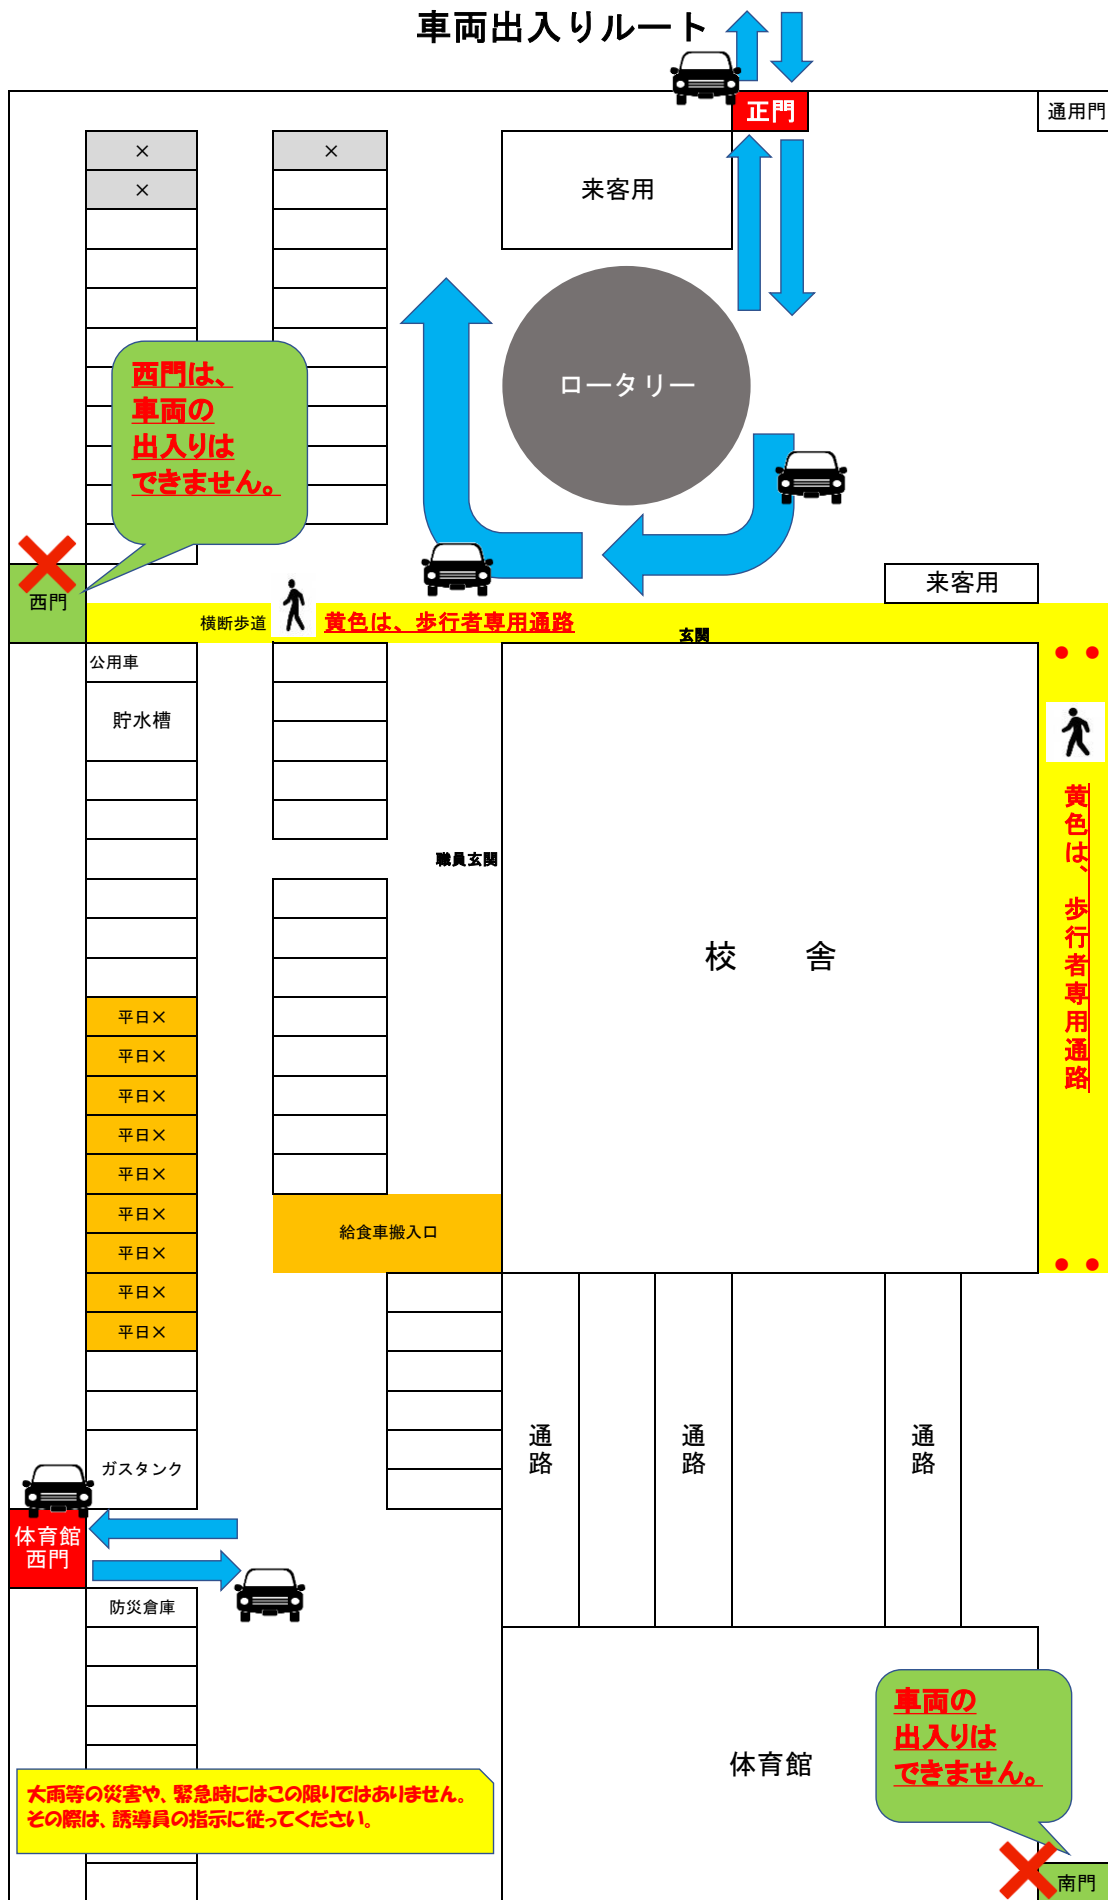 車両出入りルート
正門
通用門
×
×
×
来客用
ロータリー
西門は、
車両の
出入りは
できません。
西門
来客用
横断歩道
黄色は、歩行者専用通路
玄関
公用車
貯水槽
職員玄関
校　舎
黄色は、歩行者専用通路
平日×
平日×
平日×
平日×
平日×
平日×
平日×
平日×
平日×
給食車搬入口
通路
通路
通路
ガスタンク
体育館
西門
防災倉庫
体育館
車両の
出入りは
できません。
大雨等の災害や、緊急時にはこの限りではありません。
その際は、誘導員の指示に従ってください。
南門